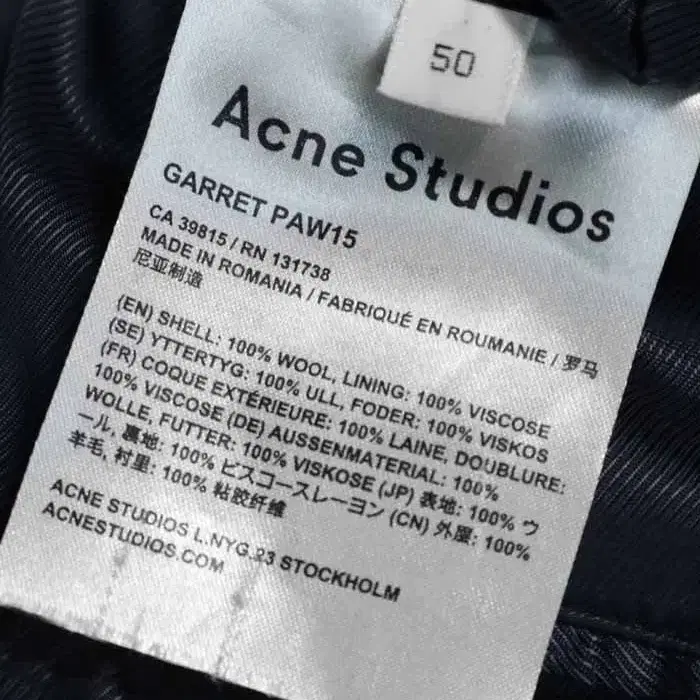 50
Acne Studios
GARRET PAW15
CA 39815 / RN 131738
MADE IN ROMANIA / FABRIQUÉ EN ROUMANIE / 罗马
尼亚制造
(EN) SHELL: 100% WOOL, LINING: 100% VISCOSE
(SE) YTTERTYG: 100% ULL, FODER: 100% VISKOS
(FR) COQUE EXTÉRIEURE: 100% LAINE, DOUBLURE:
100% VISCOSE (DE) AUSSENMATERIAL: 100%
WOLLE, FUTTER: 100% VISKOSE (JP) 表地: 100% ウ
ール, 裏地: 100% ビスコースレーヨン (CN) 外層: 100%
羊毛, 衬里: 100% 粘胶纤维
ACNE STUDIOS L.NYG.23 STOCKHOLM
ACNESTUDIOS.COM